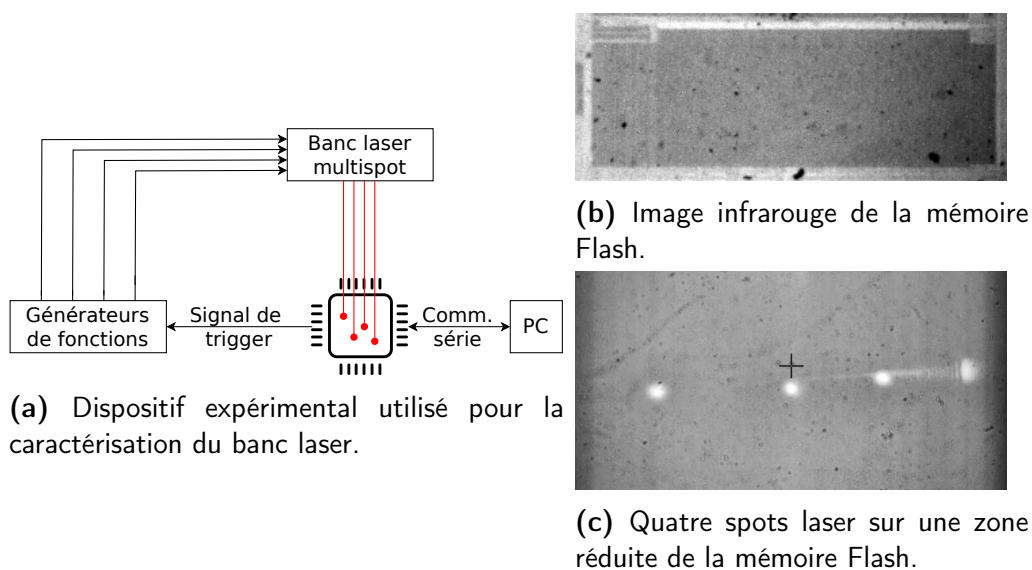 Banc laser
multispot
Générateurs
de fonctions
Signal de
trigger
Comm.
série
PC
(a) Dispositif expérimental utilisé pour la
caractérisation du banc laser.
(b) Image infrarouge de la mémoire
Flash.
(c) Quatre spots laser sur une zone
réduite de la mémoire Flash.